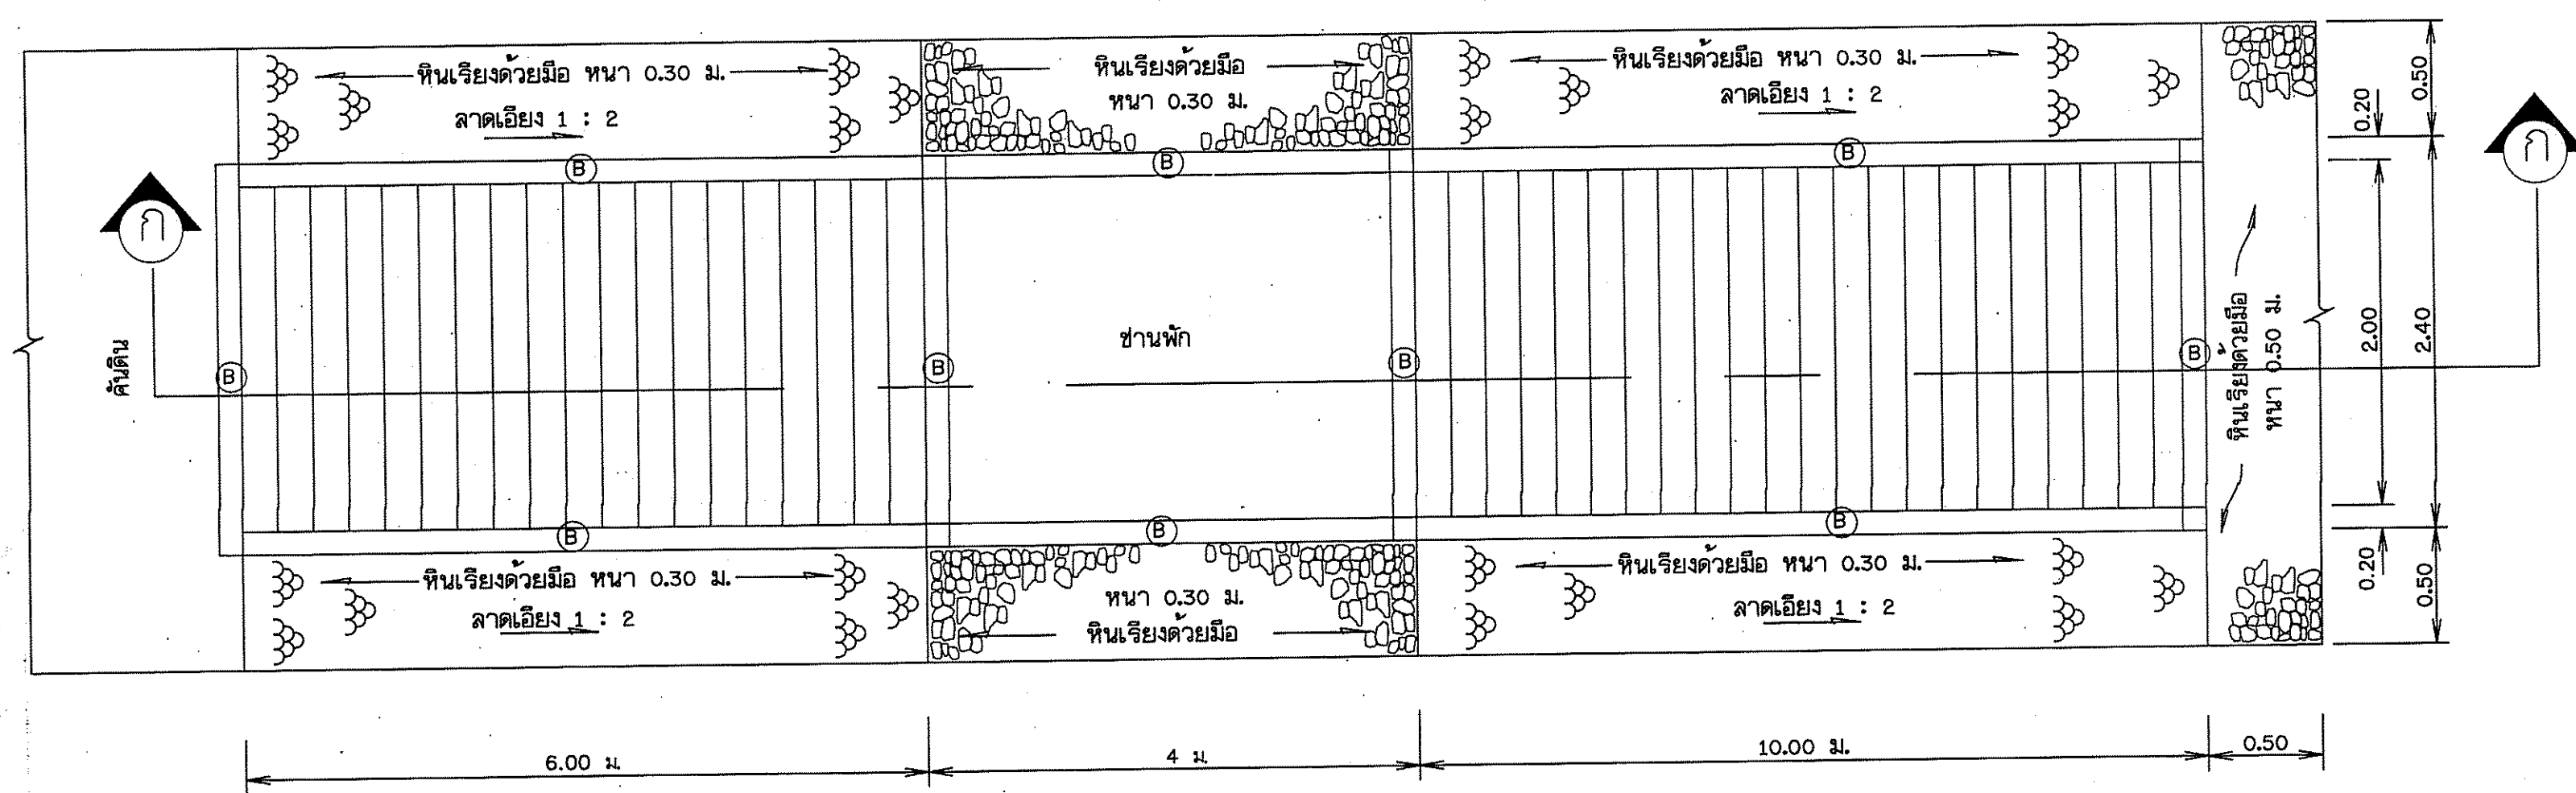 หินเรียงด้วยมือ หนา 0.30 ม.
ลาดเอียง 1 : 2
หินเรียงด้วยมือ
หนา 0.30 ม.
หินเรียงด้วยมือ หนา 0.30 ม.
ลาดเอียง 1 : 2
0.20
0.50
B
B
B
ก
ก
คันดิน
B
B
ชานพัก
B
B
หินเรียงด้วยมือ
หนา 0.50 ม.
2.00
2.40
B
B
B
หินเรียงด้วยมือ หนา 0.30 ม.
ลาดเอียง 1 : 2
หนา 0.30 ม.
หินเรียงด้วยมือ
หินเรียงด้วยมือ หนา 0.30 ม.
ลาดเอียง 1 : 2
0.20
0.50
6.00 ม.
4 ม.
10.00 ม.
0.50